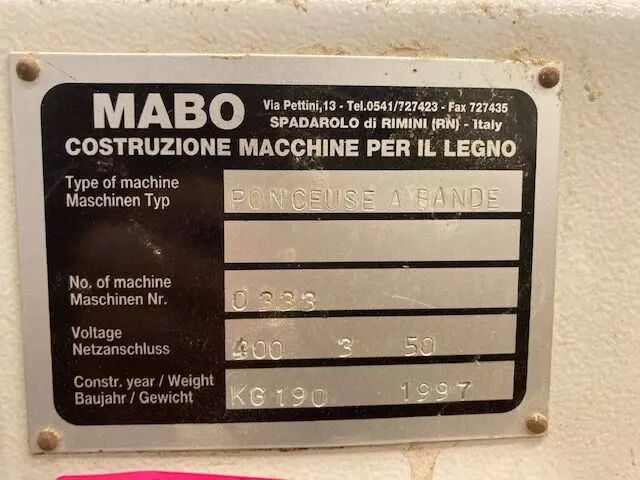 MABO
Via Pettini,13 - Tel.0541/727423 - Fax 727435
SPADAROLO di RIMINI (RN) - Italy
COSTRUZIONE MACCHINE PER IL LEGNO
Type of machine
Maschinen Typ
PONCEUSE A BANDE
No. of machine
Maschinen Nr.
0333
Voltage
Netzanschluss
400 3 50
Constr. year / Weight
Baujahr / Gewicht
KG 190 1997